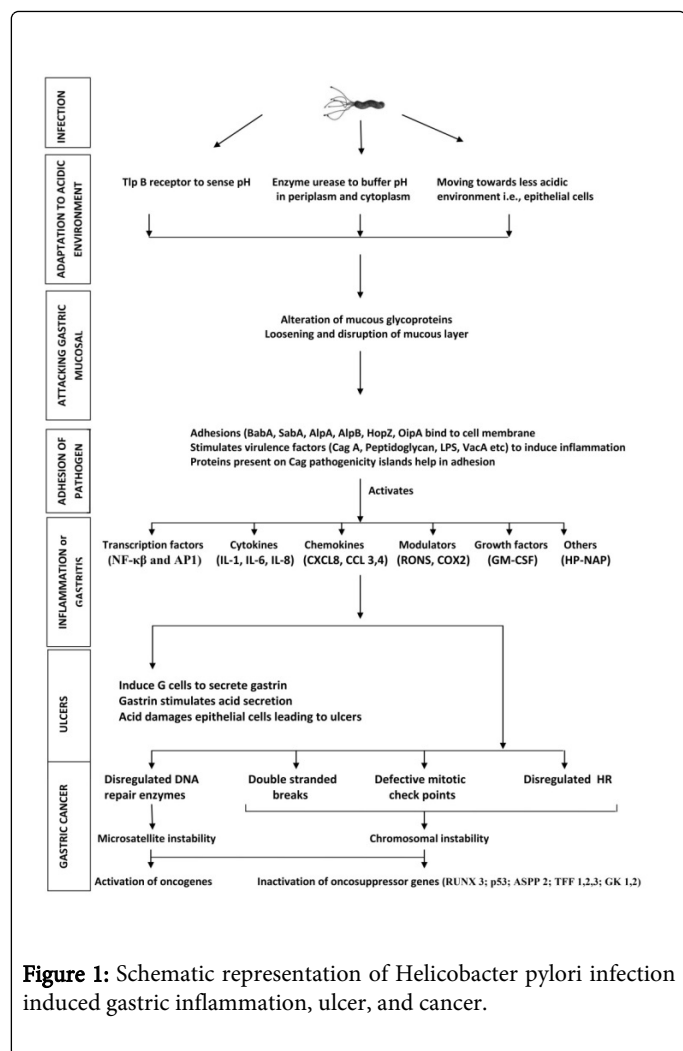 INFECTION
ADAPTATION TO ACIDIC
ENVIRONMENT
Tlp B receptor to sense pH
Enzyme urease to buffer pH
in periplasm and cytoplasm
Moving towards less acidic
environment i.e., epithelial cells
ATTACKING GASTRIC
MUCOSAL
Alteration of mucous glycoproteins
Loosening and disruption of mucous layer
ADHESION OF
PATHOGEN
Adhesions (BabA, SabA, AlpA, AlpB, HopZ, OipA bind to cell membrane
Stimulates virulence factors (Cag A, Peptidoglycan, LPS, VacA etc) to induce inflammation
Proteins present on Cag pathogenicity islands help in adhesion
Activates
INFLAMMATION or
GASTRITIS
Transcription factors
(NF-κβ and AP1)
Cytokines
(IL-1, IL-6, IL-8)
Chemokines
(CXCL8, CCL 3,4)
Modulators
(RONS, COX2)
Growth factors
(GM-CSF)
Others
(HP-NAP)
ULCERS
Induce G cells to secrete gastrin
Gastrin stimulates acid secretion
Acid damages epithelial cells leading to ulcers
GASTRIC CANCER
Disregulated DNA
repair enzymes
Double stranded
breaks
Defective mitotic
check points
Disregulated HR
Microsatellite instability
Chromosomal instability
Activation of oncogenes
Inactivation of oncosuppressor genes (RUNX 3; p53; ASPP 2; TFF 1,2,3; GK 1,2)
Figure 1: Schematic representation of Helicobacter pylori infection
induced gastric inflammation, ulcer, and cancer.